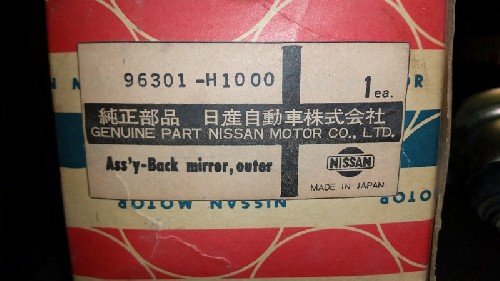 96301-H1000
1 ea.
純正部品 日産自動車株式会社
GENUINE PART NISSAN MOTOR CO., LTD.
Ass'y-Back mirror, outer
NISSAN
MADE IN JAPAN
NISSAN MOTOR